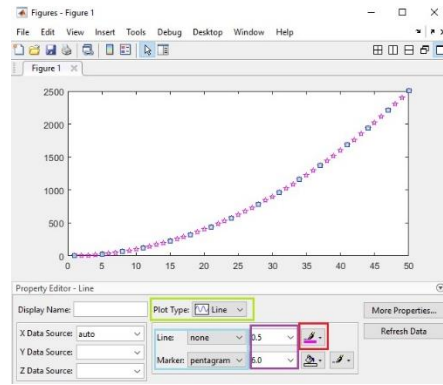 Figures - Figure 1
File Edit View Insert Tools Debug Desktop Window Help
Figure 1
2500
2000
1500
1000
500
0
0 5 10 15 20 25 30 35 40 45 50
Property Editor - Line
Display Name: Plot Type: Line More Properties...
X Data Source: auto Line: none 0.5 Refresh Data
Y Data Source: Marker: pentagram 6.0
Z Data Source: